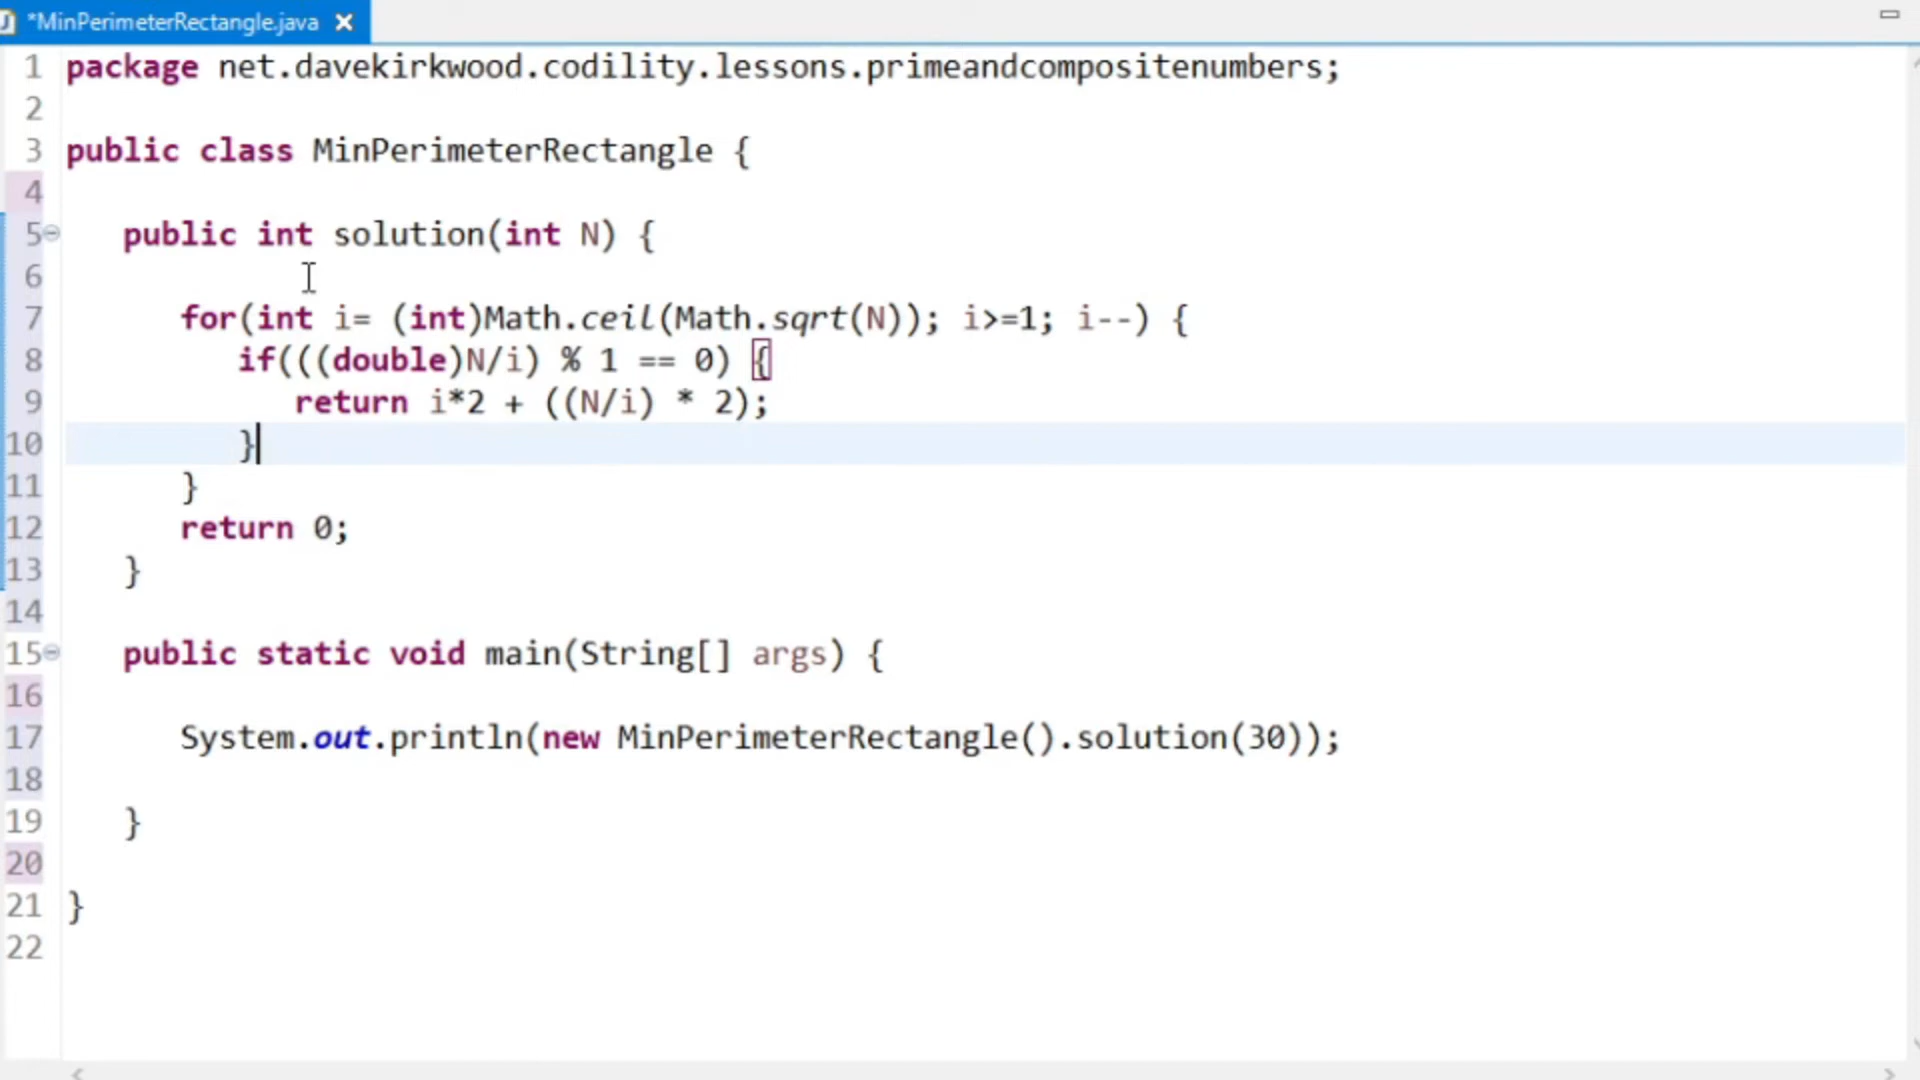 *MinPerimeterRectangle.java
1 package net.davekirkwood.codility.lessons.primeandcompositenumbers;
2
3 public class MinPerimeterRectangle {
4
5 public int solution(int N) {
6
7 for(int i= (int)Math.ceil(Math.sqrt(N)); i>=1; i--) {
8 if(((double)N/i) % 1 == 0) {
9 return i*2 + ((N/i) * 2);
10 }
11 }
12 return 0;
13 }
14
15 public static void main(String[] args) {
16
17 System.out.println(new MinPerimeterRectangle().solution(30));
18
19 }
20
21 }
22